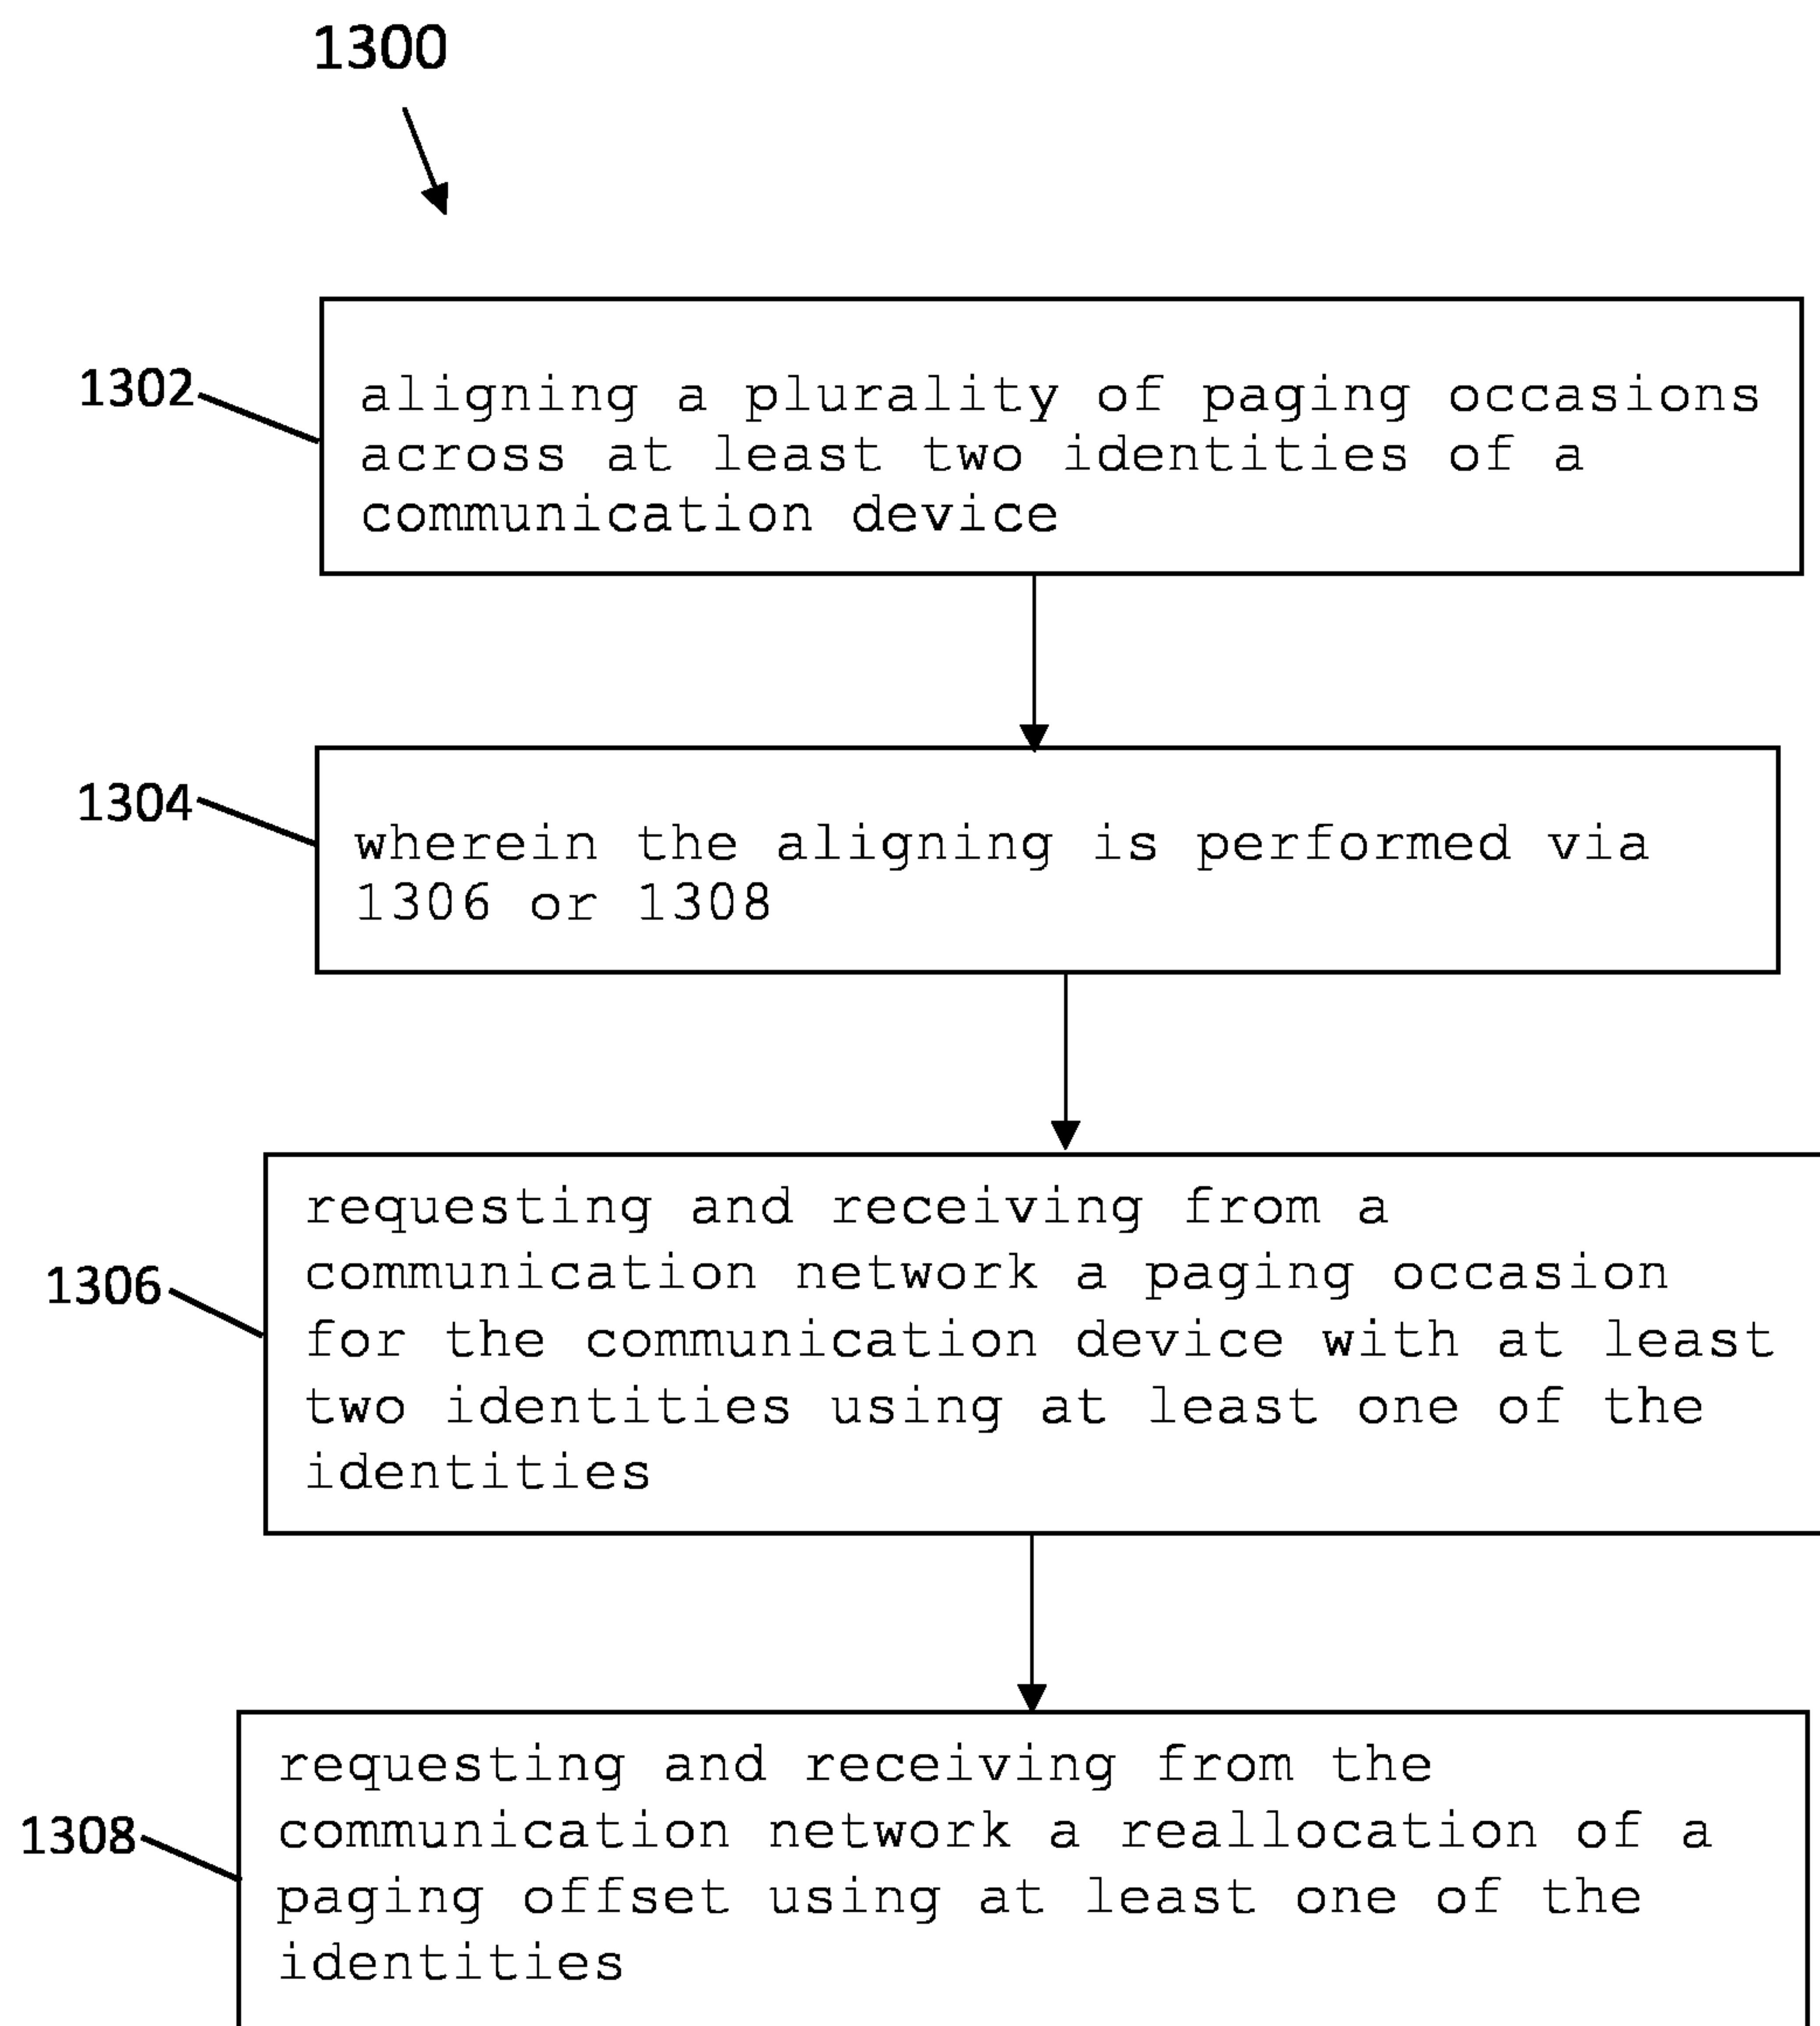 1300
1302
aligning a plurality of paging occasions
across at least two identities of a
communication device
1304
wherein the aligning is performed via
1306 or 1308
1306
requesting and receiving from a
communication network a paging occasion
for the communication device with at least
two identities using at least one of the
identities
1308
requesting and receiving from the
communication network a reallocation of a
paging offset using at least one of the
identities